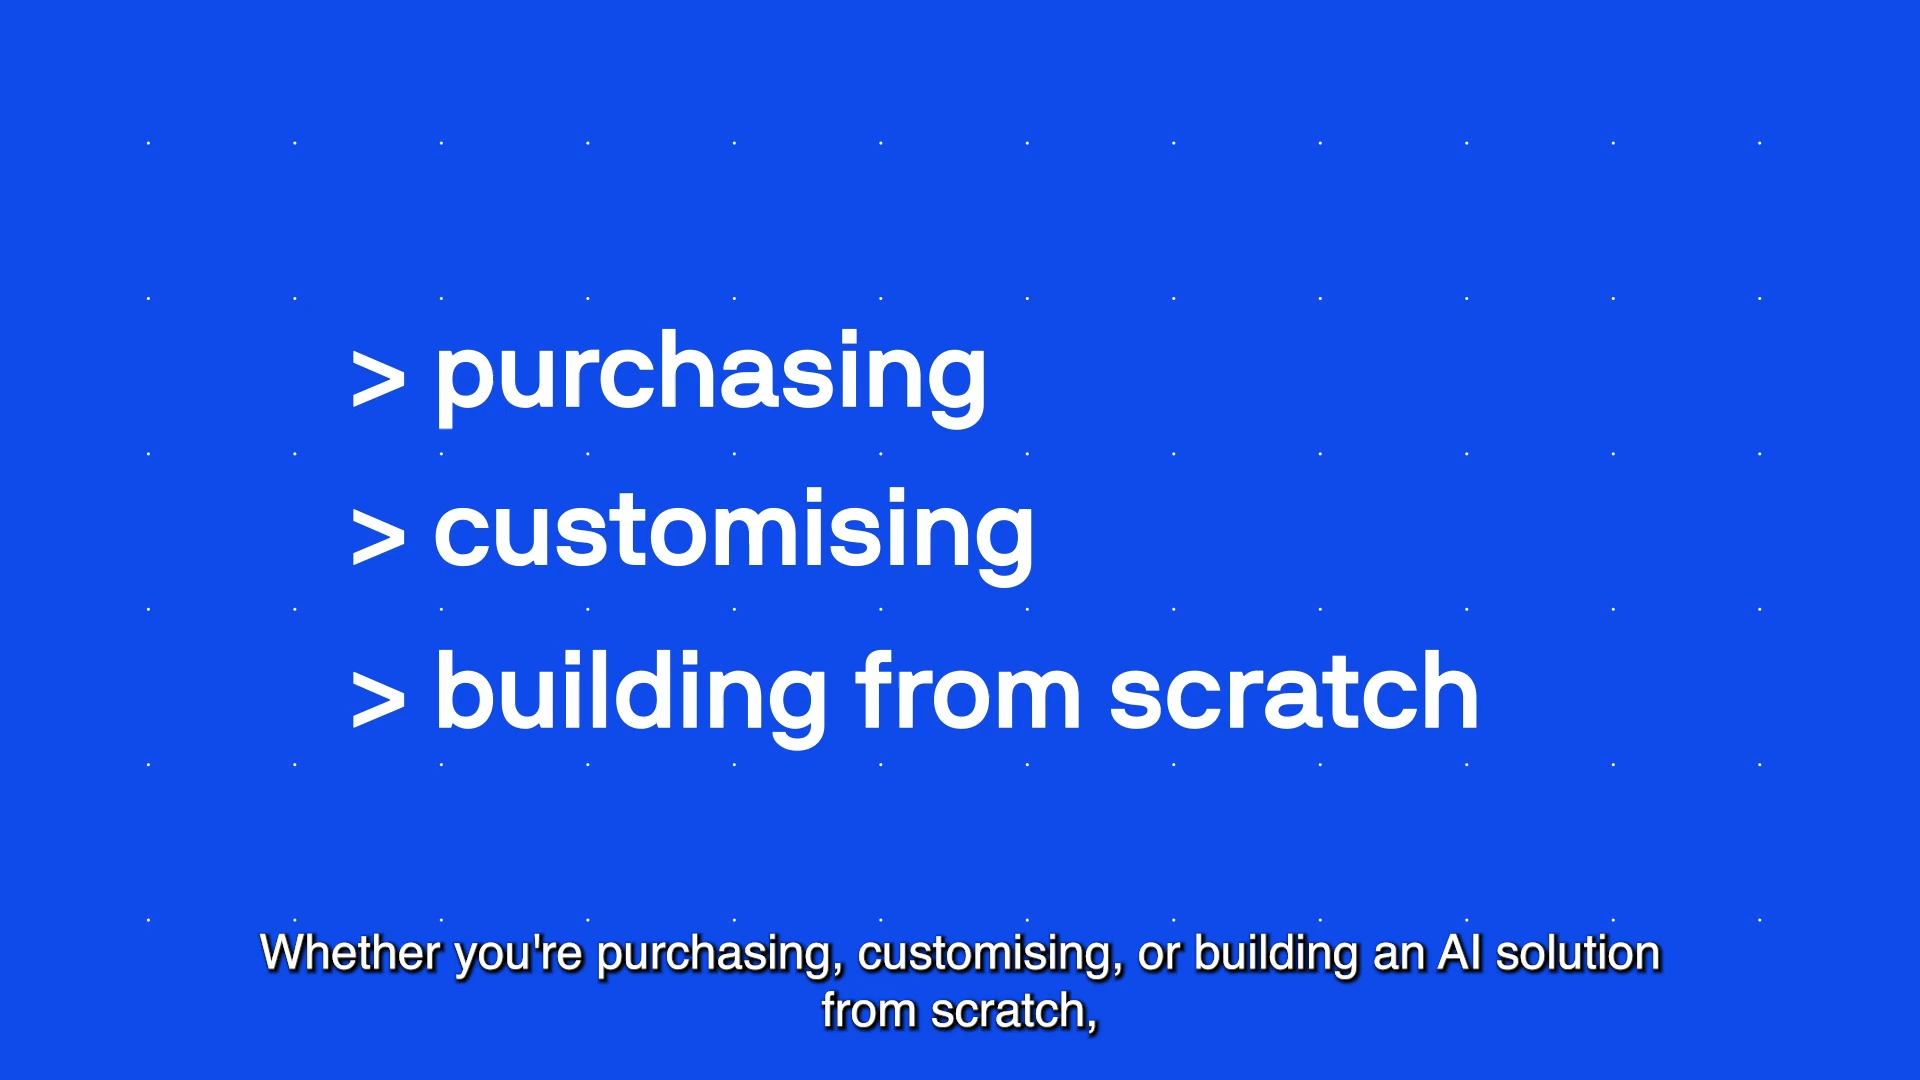 > purchasing
> customising
> building from scratch
Whether you're purchasing, customising, or building an AI solution
from scratch,